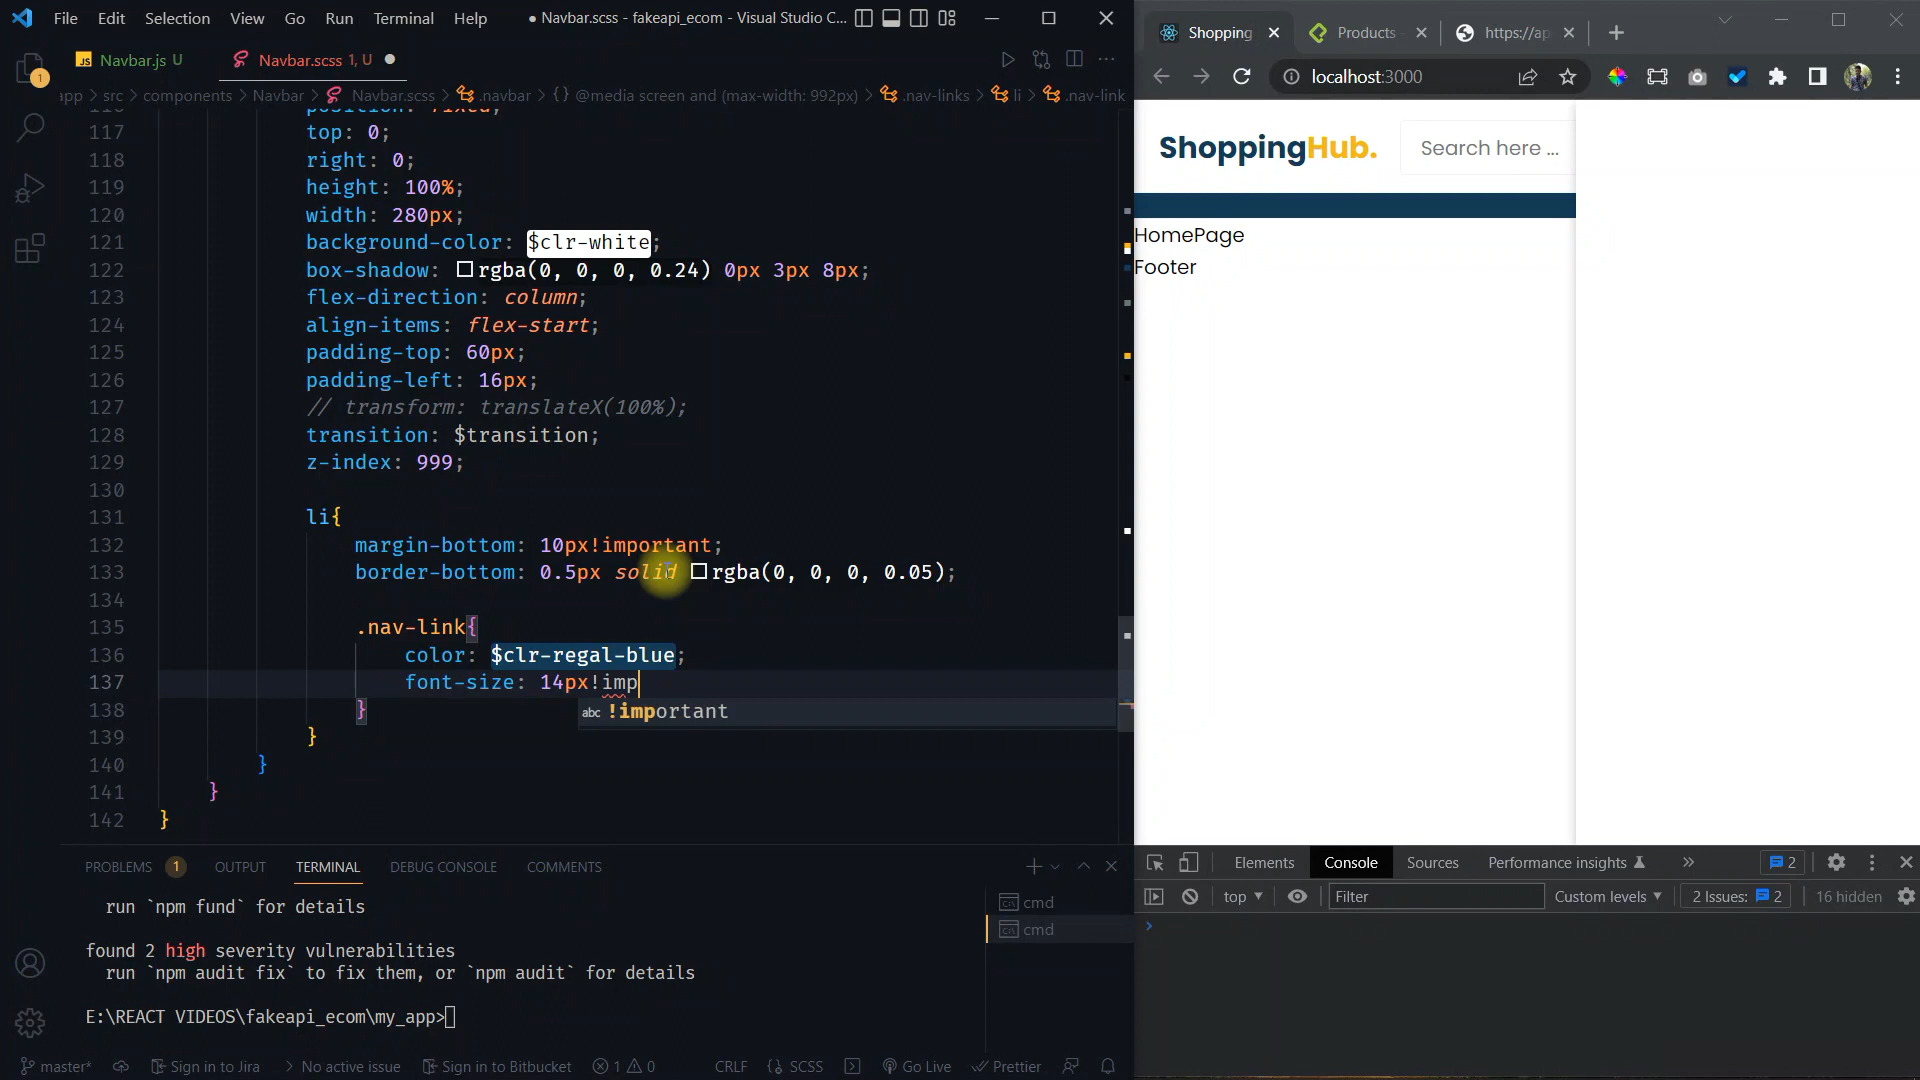 File Edit Selection View Go Run Terminal Help
● Navbar.scss - fakeapi_ecom - Visual Studio C...
JS Navbar.js U
Navbar.scss 1, U ●
app > src > components > Navbar > Navbar.scss > .navbar > {} @media screen and (max-width: 992px) > .nav-links > li > .nav-link
117 top: 0;
118 right: 0;
119 height: 100%;
120 width: 280px;
121 background-color: $clr-white;
122 box-shadow: rgba(0, 0, 0, 0.24) 0px 3px 8px;
123 flex-direction: column;
124 align-items: flex-start;
125 padding-top: 60px;
126 padding-left: 16px;
127 // transform: translateX(100%);
128 transition: $transition;
129 z-index: 999;
130
131 li{
132 margin-bottom: 10px!important;
133 border-bottom: 0.5px solid rgba(0, 0, 0, 0.05);
134
135 .nav-link{
136 color: $clr-regal-blue;
137 font-size: 14px!imp
138 }
abc !important
139 }
140 }
141 }
142 }
PROBLEMS 1 OUTPUT TERMINAL DEBUG CONSOLE COMMENTS
run `npm fund` for details
found 2 high severity vulnerabilities
run `npm audit fix` to fix them, or `npm audit` for details
E:\REACT VIDEOS\fakeapi_ecom\my_app>
cmd
cmd
master* Sign in to Jira No active issue Sign in to Bitbucket 1 0 CRLF {} SCSS Go Live Prettier
1
Shopping
Products
https://ap
localhost:3000
ShoppingHub.
Search here ...
HomePage
Footer
Elements Console Sources Performance insights 2
top Filter Custom levels 2 Issues: 2 16 hidden